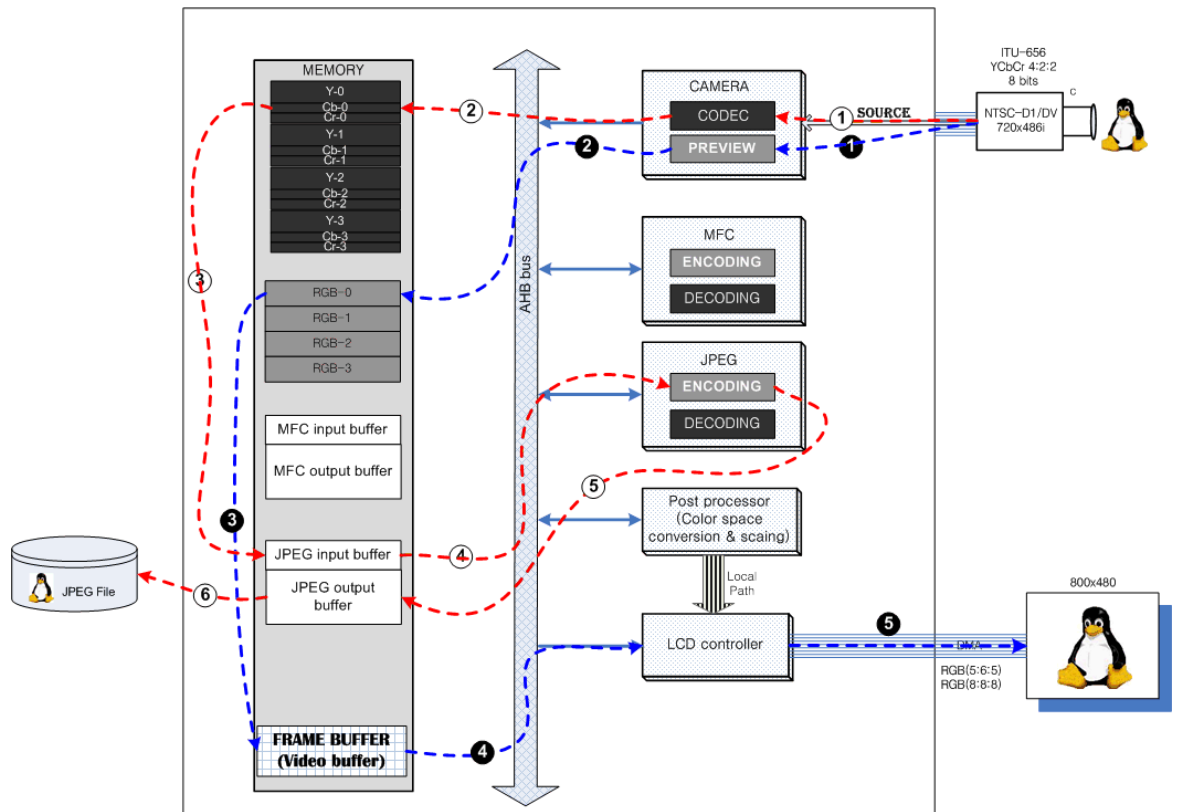 MEMORY
Y-0
Cb-0
Cr-0
Y-1
Cb-1
Cr-1
Y-2
Cb-2
Cr-2
Y-3
Cb-3
Cr-3
RGB-0
RGB-1
RGB-2
RGB-3
MFC input buffer
MFC output buffer
JPEG input buffer
JPEG output
buffer
FRAME BUFFER
(Video buffer)
JPEG File
AHB bus
CAMERA
CODEC
PREVIEW
MFC
ENCODING
DECODING
JPEG
ENCODING
DECODING
Post processor
(Color space
conversion & scaing)
Local
Path
LCD controller
SOURCE
ITU-656
YCbCr 4:2:2
8 bits
C
NTSC-D1/DV
720x486i
800x480
DMA
RGB(5:6:5)
RGB(8:8:8)
1
2
3
4
5
6
1
2
3
4
5